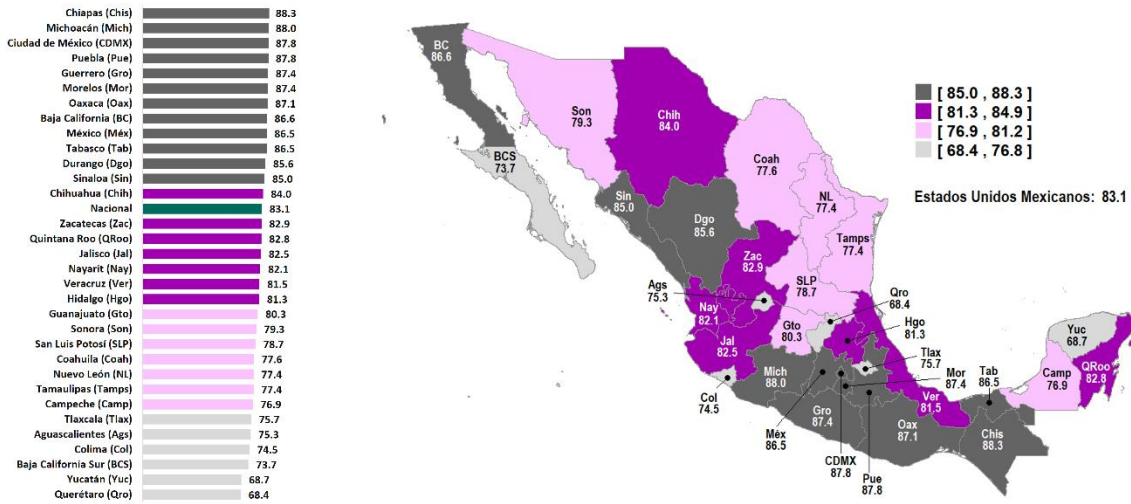 Chiapas (Chis) 88.3
Michoacán (Mich) 88.0
Ciudad de México (CDMX) 87.8
Puebla (Pue) 87.8
Guerrero (Gro) 87.4
Morelos (Mor) 87.4
Oaxaca (Oax) 87.1
Baja California (BC) 86.6
México (Méx) 86.5
Tabasco (Tab) 86.5
Durango (Dgo) 85.6
Sinaloa (Sin) 85.0
Chihuahua (Chih) 84.0
Nacional 83.1
Zacatecas (Zac) 82.9
Quintana Roo (QRoo) 82.8
Jalisco (Jal) 82.5
Nayarit (Nay) 82.1
Veracruz (Ver) 81.5
Hidalgo (Hgo) 81.3
Guanajuato (Gto) 80.3
Sonora (Son) 79.3
San Luis Potosí (SLP) 78.7
Coahuila (Coah) 77.6
Nuevo León (NL) 77.4
Tamaulipas (Tam) 77.4
Campeche (Camp) 76.9
Tlaxcala (Tlax) 75.7
Aguascalientes (Ags) 75.3
Colima (Col) 74.5
Baja California Sur (BCS) 73.7
Yucatán (Yuc) 68.7
Querétaro (Qro) 68.4
BC
86.6
Son
79.3
Chih
84.0
BCS
73.7
Coah
77.6
NL
77.4
Sin
85.0
Dgo
85.6
Tamps
77.4
Zac
82.9
SLP
78.7
Ags
75.3
Qro
68.4
Nay
82.1
Gto
80.3
Hgo
81.3
Jal
82.5
Tlax
75.7
Mich
88.0
Mor
87.4
Tab
86.5
Yuc
68.7
Camp
76.9
QRoo
82.8
Col
74.5
Gro
87.4
Ver
81.5
Oax
87.1
Chis
88.3
Méx
86.5
CDMX
87.8
Pue
87.8
[ 85.0 , 88.3 ]
[ 81.3 , 84.9 ]
[ 76.9 , 81.2 ]
[ 68.4 , 76.8 ]
Estados Unidos Mexicanos: 83.1